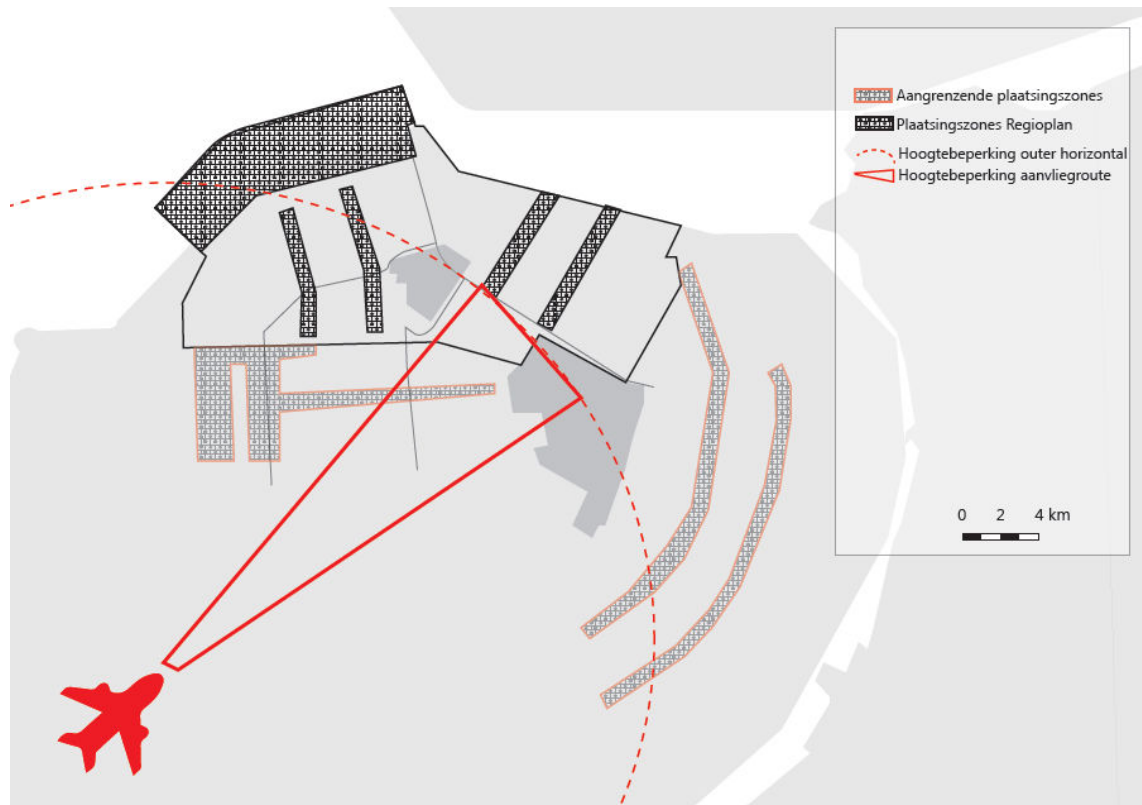 Aangrenzende plaatsingszones
Plaatsingszones Regioplan
Hoogtebeperking outer horizontal
Hoogtebeperking aanvliegroute
0 2 4 km